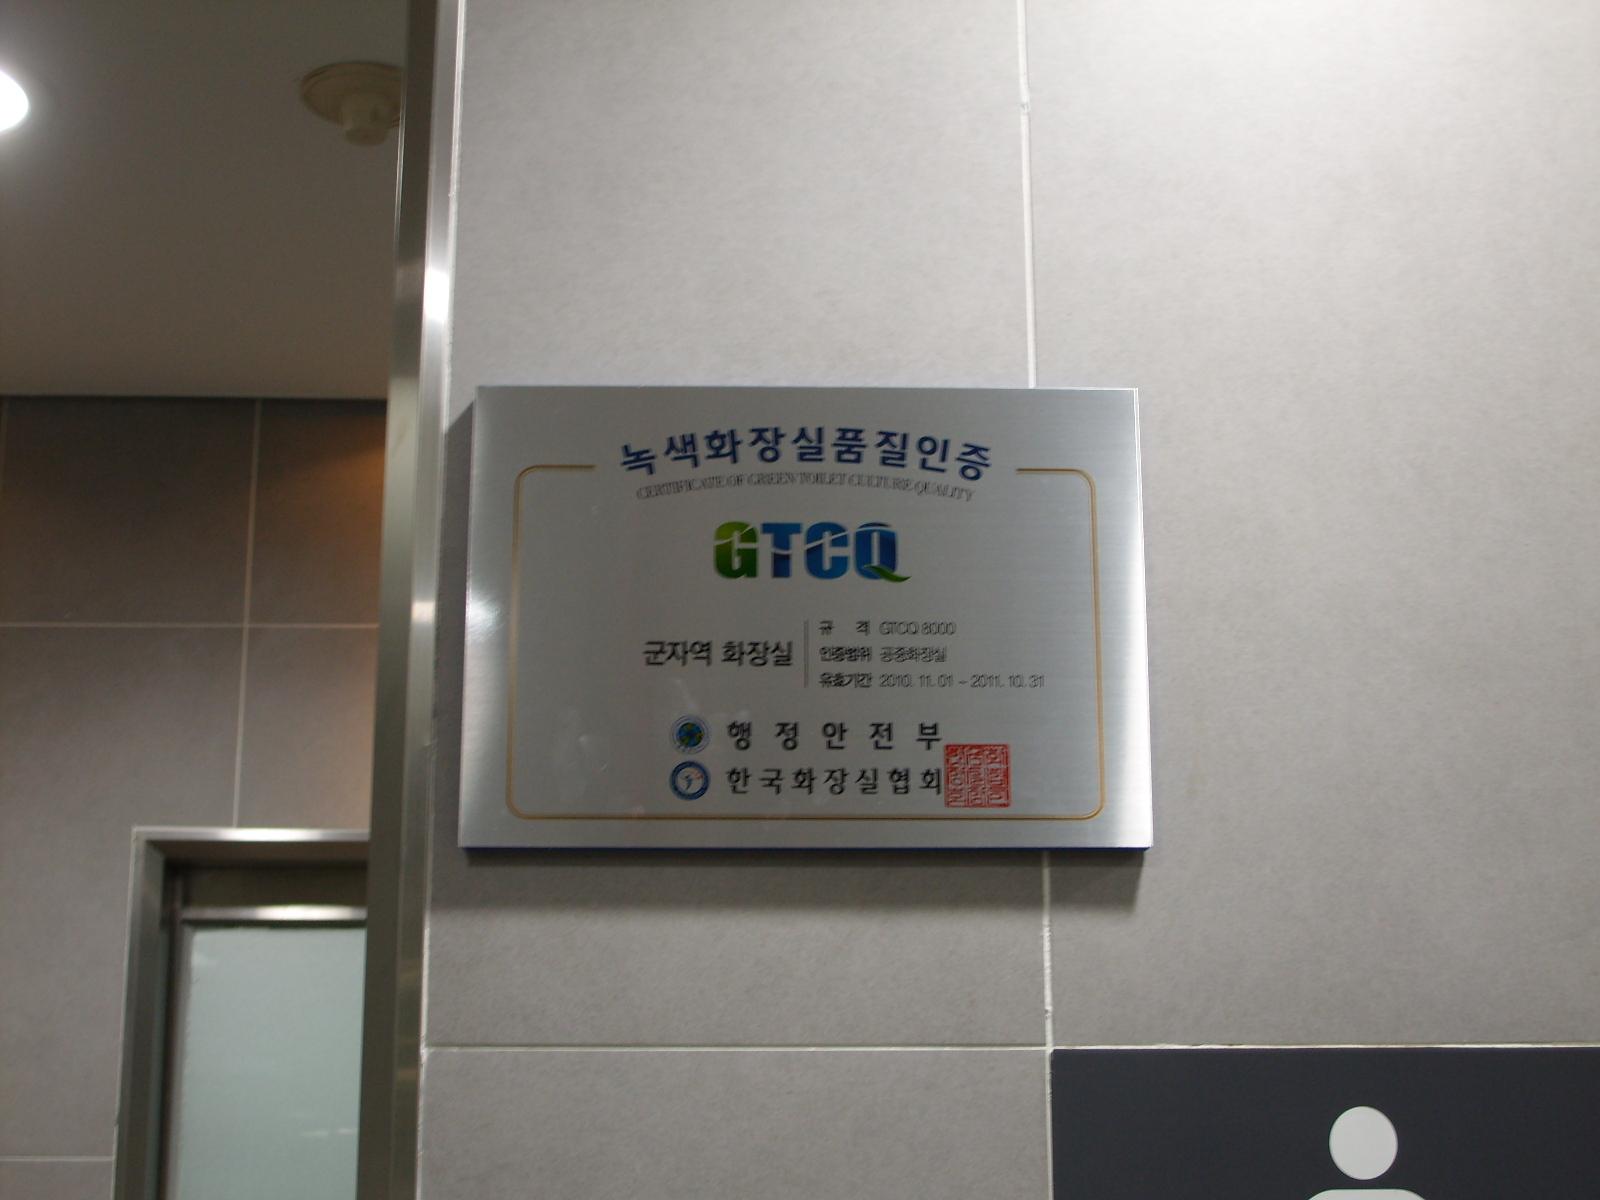 녹색화장실품질인증
CERTIFICATE OF GREEN TOILET CULTURE QUALITY
GTCQ
군자역 화장실
규 격 GTCQ 8000
인증범위 공중화장실
유효기간 2010. 11. 01 ~ 2011. 10. 31
행정안전부
한국화장실협회